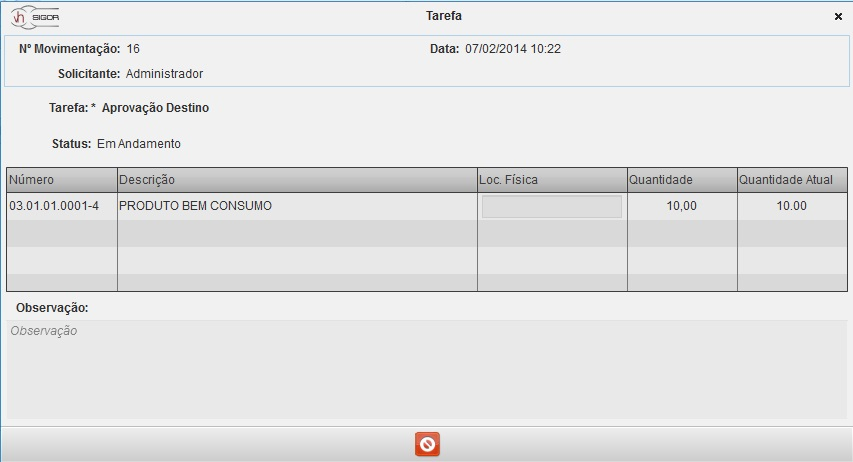 vh SIGOR Tarefa ×
Nº Movimentação: 16 Data: 07/02/2014 10:22
Solicitante: Administrador
Tarefa: * Aprovação Destino
Status: Em Andamento
Número Descrição Loc. Física Quantidade Quantidade Atual
03.01.01.0001-4 PRODUTO BEM CONSUMO 10,00 10.00
Observação:
Observação